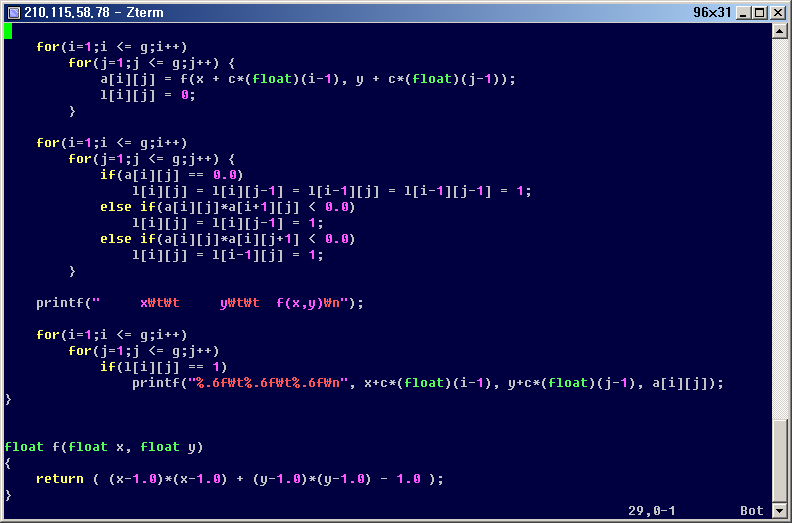 210.115.58.78 - Zterm 96×31
for(i=1;i <= g;i++)
for(j=1;j <= g;j++) {
a[i][j] = f(x + c*(float)(i-1), y + c*(float)(j-1));
l[i][j] = 0;
}
for(i=1;i <= g;i++)
for(j=1;j <= g;j++) {
if(a[i][j] == 0.0)
l[i][j] = l[i][j-1] = l[i-1][j] = l[i-1][j-1] = 1;
else if(a[i][j]*a[i+1][j] < 0.0)
l[i][j] = l[i][j-1] = 1;
else if(a[i][j]*a[i][j+1] < 0.0)
l[i][j] = l[i-1][j] = 1;
}
printf("     x₩t₩t     y₩t₩t  f(x,y)₩n");
for(i=1;i <= g;i++)
for(j=1;j <= g;j++)
if(l[i][j] == 1)
printf("%.6f₩t%.6f₩t%.6f₩n", x+c*(float)(i-1), y+c*(float)(j-1), a[i][j]);
}
float f(float x, float y)
{
return ( (x-1.0)*(x-1.0) + (y-1.0)*(y-1.0) - 1.0 );
}
29,0-1 Bot